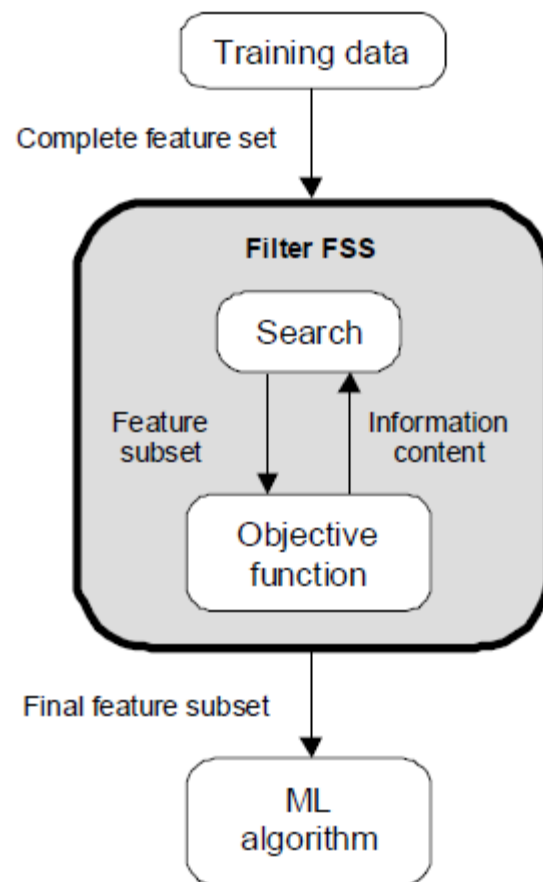 Training data
Complete feature set
Filter FSS
Search
Feature
subset
Information
content
Objective
function
Final feature subset
ML
algorithm